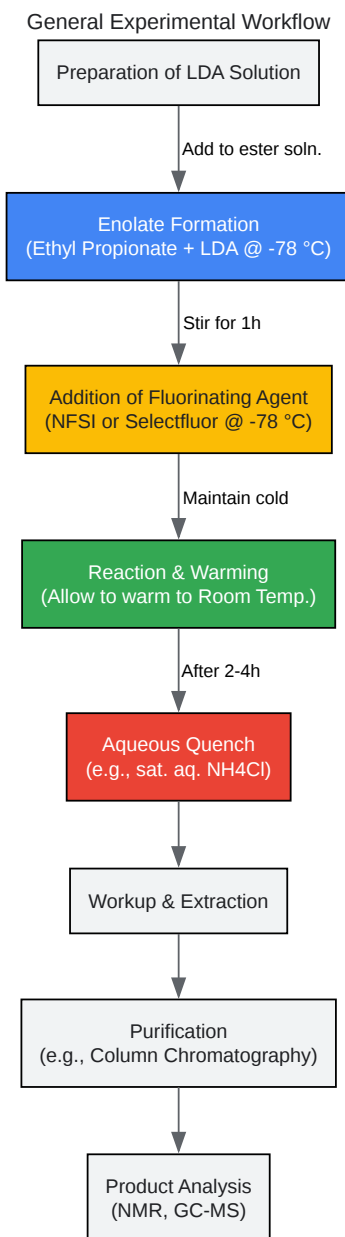 General Experimental Workflow
Preparation of LDA Solution
Add to ester soln.
Enolate Formation
(Ethyl Propionate + LDA @ -78 °C)
Stir for 1h
Addition of Fluorinating Agent
(NFSI or Selectfluor @ -78 °C)
Maintain cold
Reaction & Warming
(Allow to warm to Room Temp.)
After 2-4h
Aqueous Quench
(e.g., sat. aq. NH4Cl)
Workup & Extraction
Purification
(e.g., Column Chromatography)
Product Analysis
(NMR, GC-MS)